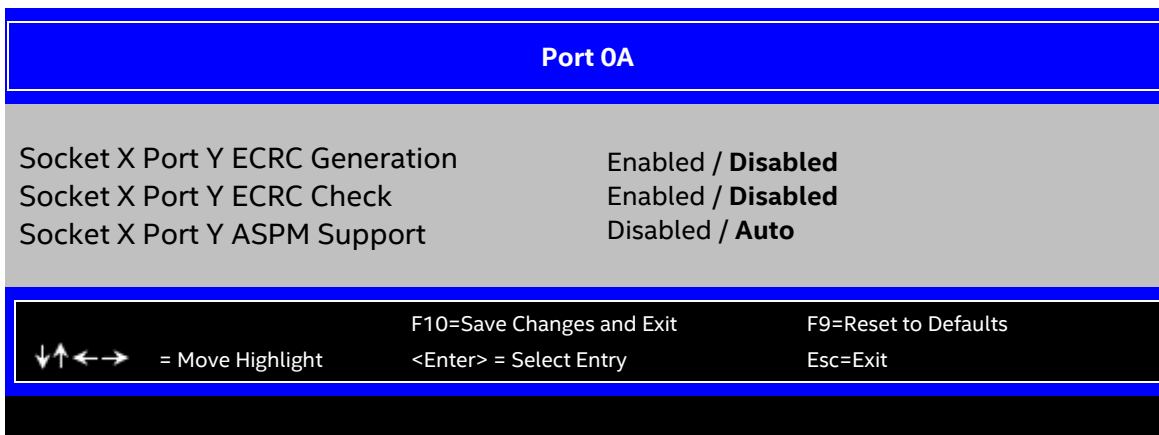 Port 0A
Socket X Port Y ECRC Generation Enabled / Disabled
Socket X Port Y ECRC Check Enabled / Disabled
Socket X Port Y ASPM Support Disabled / Auto
F10=Save Changes and Exit F9=Reset to Defaults
↓↑←→ = Move Highlight <Enter> = Select Entry Esc=Exit